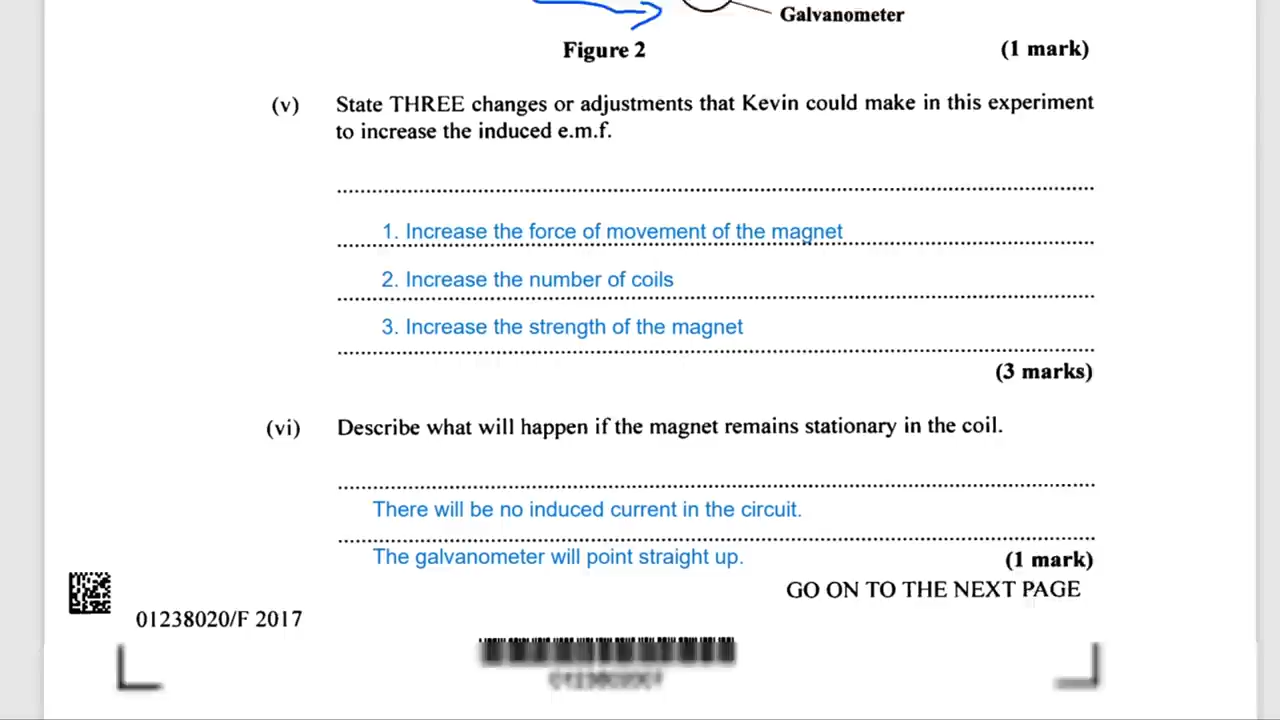 Galvanometer
Figure 2 (1 mark)
(v) State THREE changes or adjustments that Kevin could make in this experiment
to increase the induced e.m.f.
1. Increase the force of movement of the magnet
2. Increase the number of coils
3. Increase the strength of the magnet
(3 marks)
(vi) Describe what will happen if the magnet remains stationary in the coil.
There will be no induced current in the circuit.
The galvanometer will point straight up.
(1 mark)
GO ON TO THE NEXT PAGE
01238020/F 2017